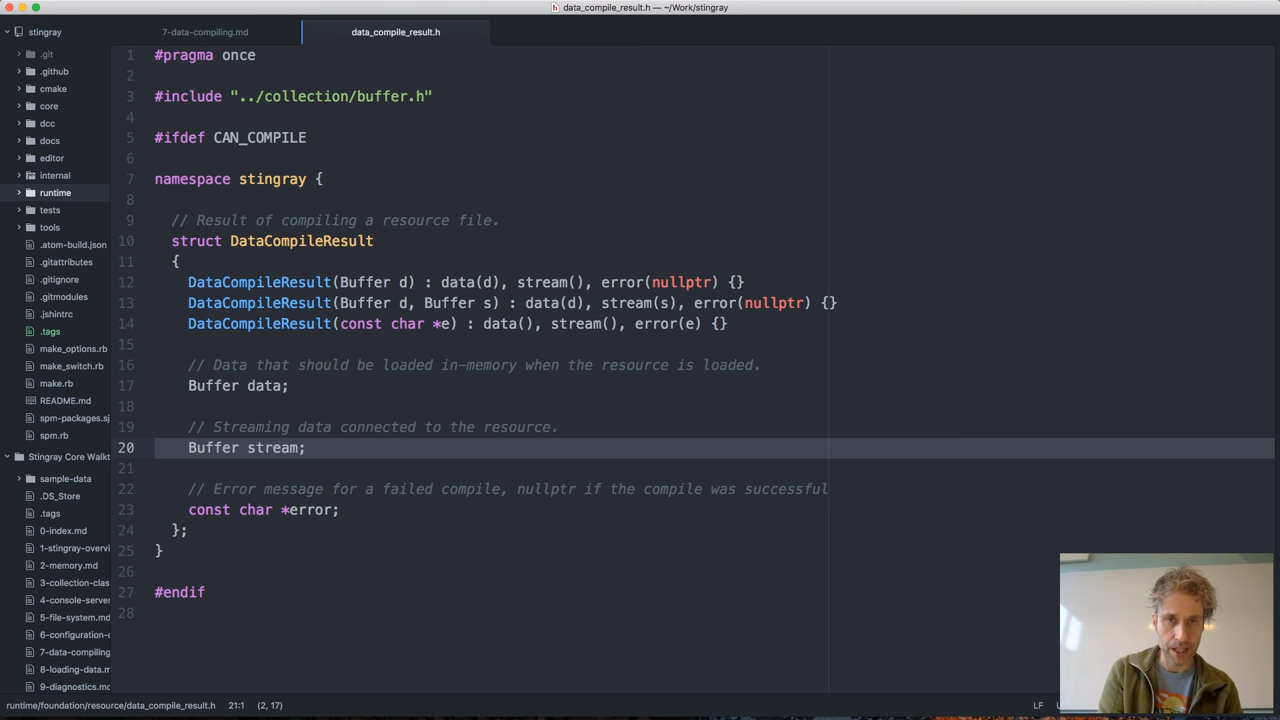 data_compile_result.h — ~/Work/stingray
stingray
7-data-compiling.md
data_compile_result.h
.git
.github
cmake
core
dcc
docs
editor
internal
runtime
tests
tools
.atom-build.json
.gitattributes
.gitignore
.gitmodules
.jshintrc
.tags
make_options.rb
make_switch.rb
make.rb
README.md
spm-packages.sj
spm.rb
Stingray Core Walkt
sample-data
.DS_Store
.tags
0-index.md
1-stingray-overvi
2-memory.md
3-collection-clas
4-console-server
5-file-system.md
6-configuration-
7-data-compiling
8-loading-data.m
9-diagnostics.md
1 #pragma once
2
3 #include "../collection/buffer.h"
4
5 #ifdef CAN_COMPILE
6
7 namespace stingray {
8
9 // Result of compiling a resource file.
10 struct DataCompileResult
11 {
12 DataCompileResult(Buffer d) : data(d), stream(), error(nullptr) {}
13 DataCompileResult(Buffer d, Buffer s) : data(d), stream(s), error(nullptr) {}
14 DataCompileResult(const char *e) : data(), stream(), error(e) {}
15
16 // Data that should be loaded in-memory when the resource is loaded.
17 Buffer data;
18
19 // Streaming data connected to the resource.
20 Buffer stream;
21
22 // Error message for a failed compile, nullptr if the compile was successful
23 const char *error;
24 };
25 }
26
27 #endif
28
runtime/foundation/resource/data_compile_result.h 21:1 (2, 17)
LF